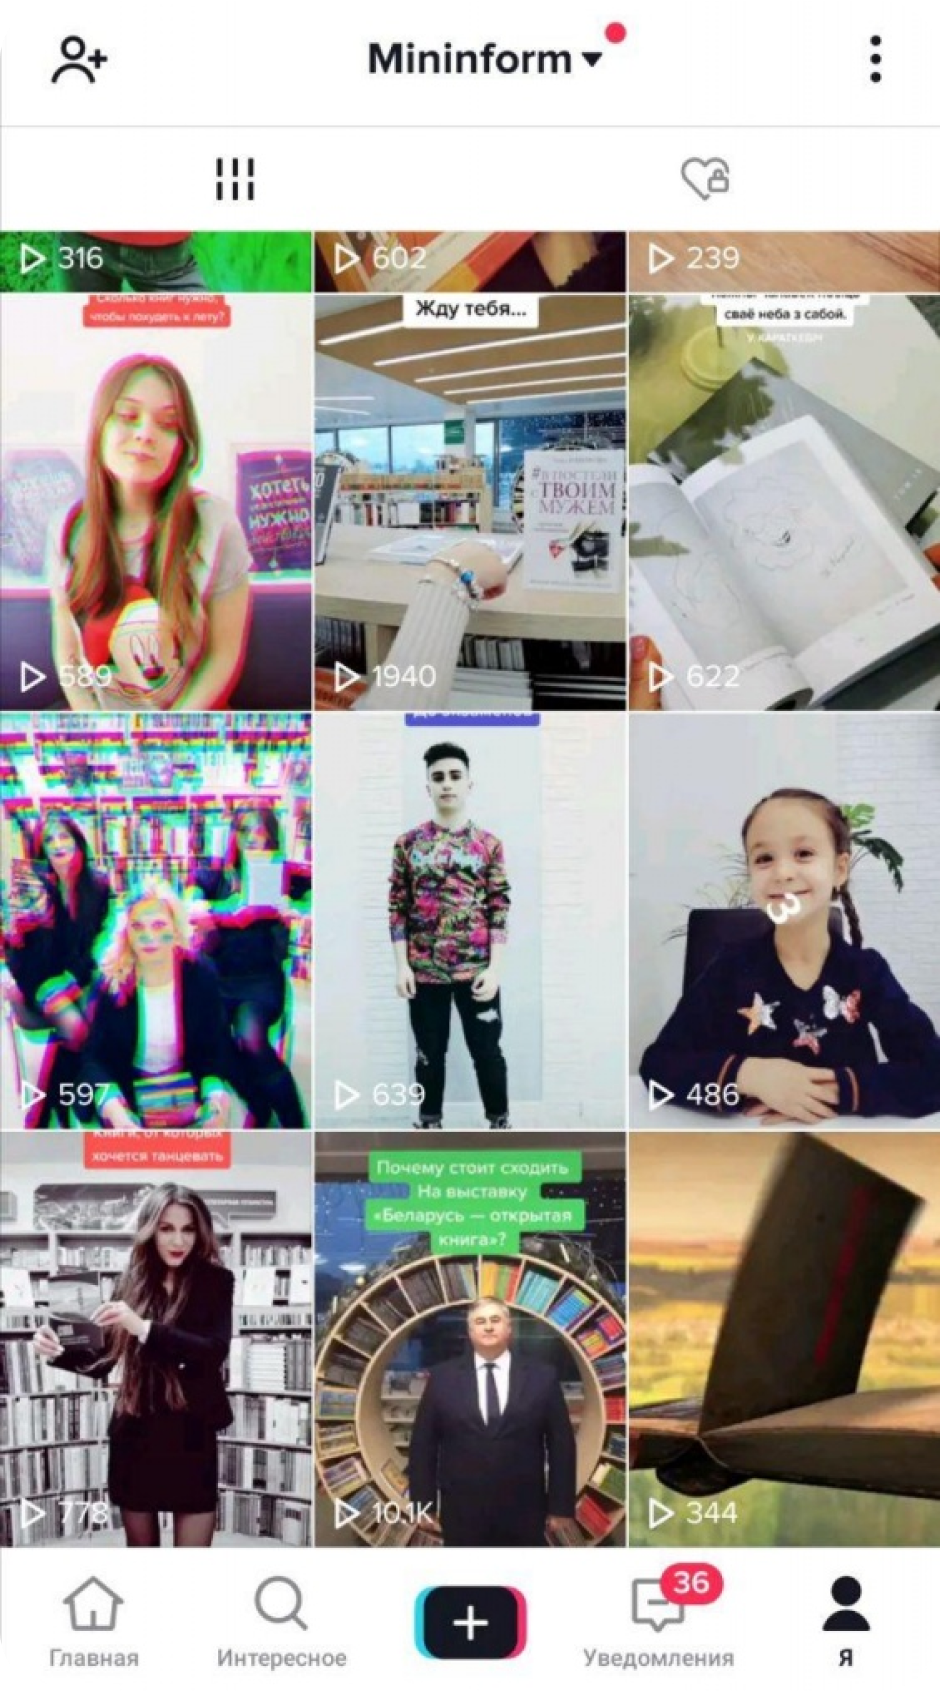 Mininform
316
602
239
Сколько книг нужно,
чтобы похудеть к лету?
ХОТЕТЬ
НУЖНО
589
Жду тебя...
#В ПОСТЕЛИ
с ТВОИМ
МУЖЕМ
1940
сваё неба з сабой.
У КАРАТКЕВІЧ
622
597
639
3
486
Книги, от которых
хочется танцевать
778
Почему стоит сходить
На выставку
«Беларусь — открытая
книга»?
10.1K
344
36
Главная
Интересное
Уведомления
Я